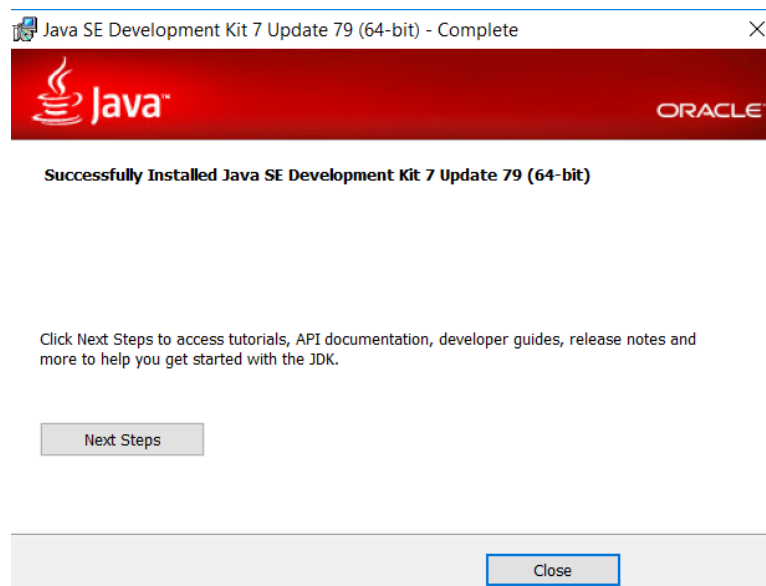 Java SE Development Kit 7 Update 79 (64-bit) - Complete
Java™
ORACLE
Successfully Installed Java SE Development Kit 7 Update 79 (64-bit)
Click Next Steps to access tutorials, API documentation, developer guides, release notes and
more to help you get started with the JDK.
Next Steps
Close